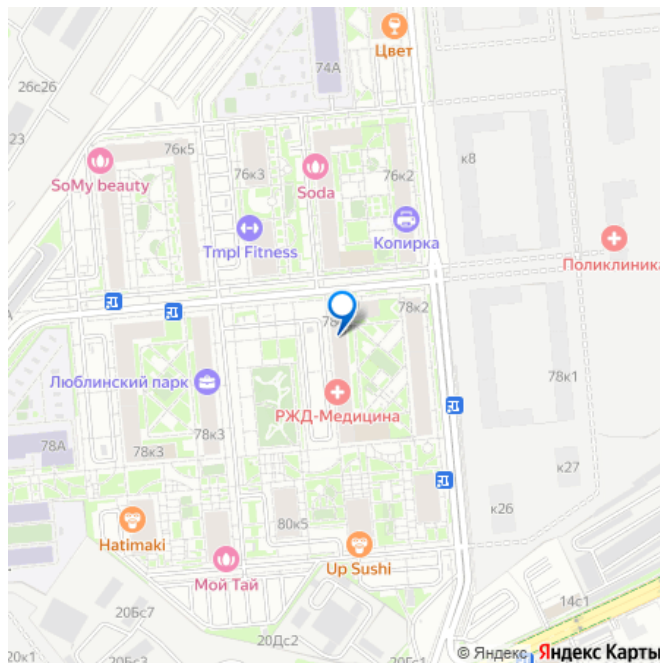 Цвет
74А
26с26
23
76к5
76к3
76к2
к8
SoMy beauty
Soda
Tmpl Fitness
Копирка
Поликлиника
78к2
Люблинский парк
РЖД-Медицина
78к1
78А
78к3
78к3
к27
80к5
к26
Hatimaki
Up Sushi
Мой Тай
14с1
20Бс7
20Дс2
20к1
20Бс2
20Гс1
© Яндекс Яндекс Карты